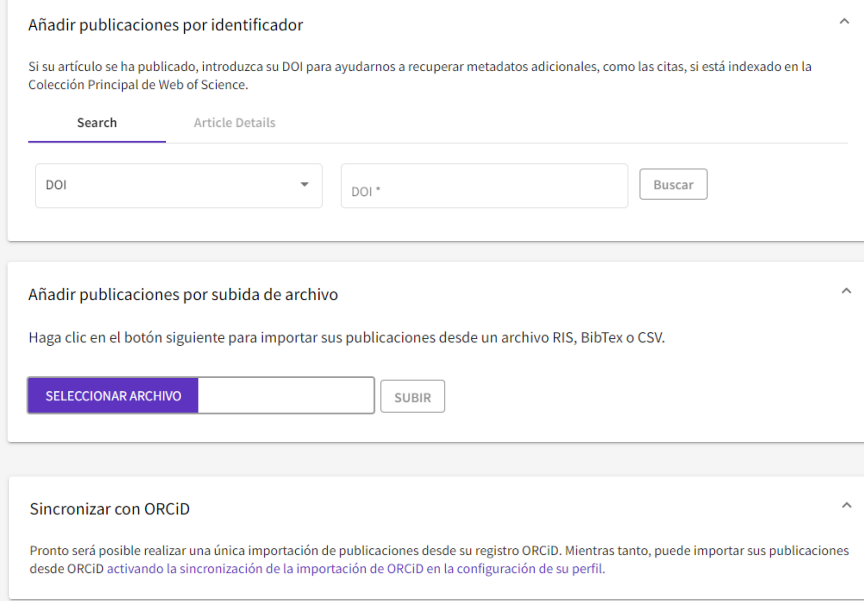 Añadir publicaciones por identificador
Si su artículo se ha publicado, introduzca su DOI para ayudarnos a recuperar metadatos adicionales, como las citas, si está indexado en la
Colección Principal de Web of Science.
Search Article Details
DOI DOI * Buscar
Añadir publicaciones por subida de archivo
Haga clic en el botón siguiente para importar sus publicaciones desde un archivo RIS, BibTex o CSV.
SELECCIONAR ARCHIVO SUBIR
Sincronizar con ORCiD
Pronto será posible realizar una única importación de publicaciones desde su registro ORCiD. Mientras tanto, puede importar sus publicaciones
desde ORCiD activando la sincronización de la importación de ORCiD en la configuración de su perfil.